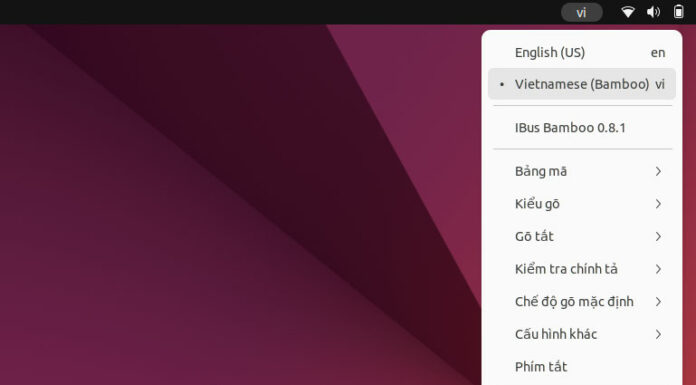 vi
English (US) en
Vietnamese (Bamboo) vi
IBus Bamboo 0.8.1
Bảng mã
Kiểu gõ
Gõ tắt
Kiểm tra chính tả
Chế độ gõ mặc định
Cấu hình khác
Phím tắt